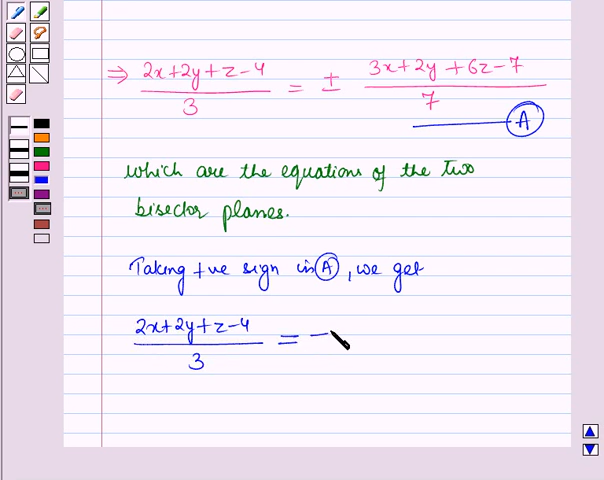 ⇒ (2x+2y+z-4)/3 = ± (3x+2y+6z-7)/7
Ⓐ
which are the equations of the two
bisector planes.
Taking +ve sign in Ⓐ, we get
(2x+2y+z-4)/3 =